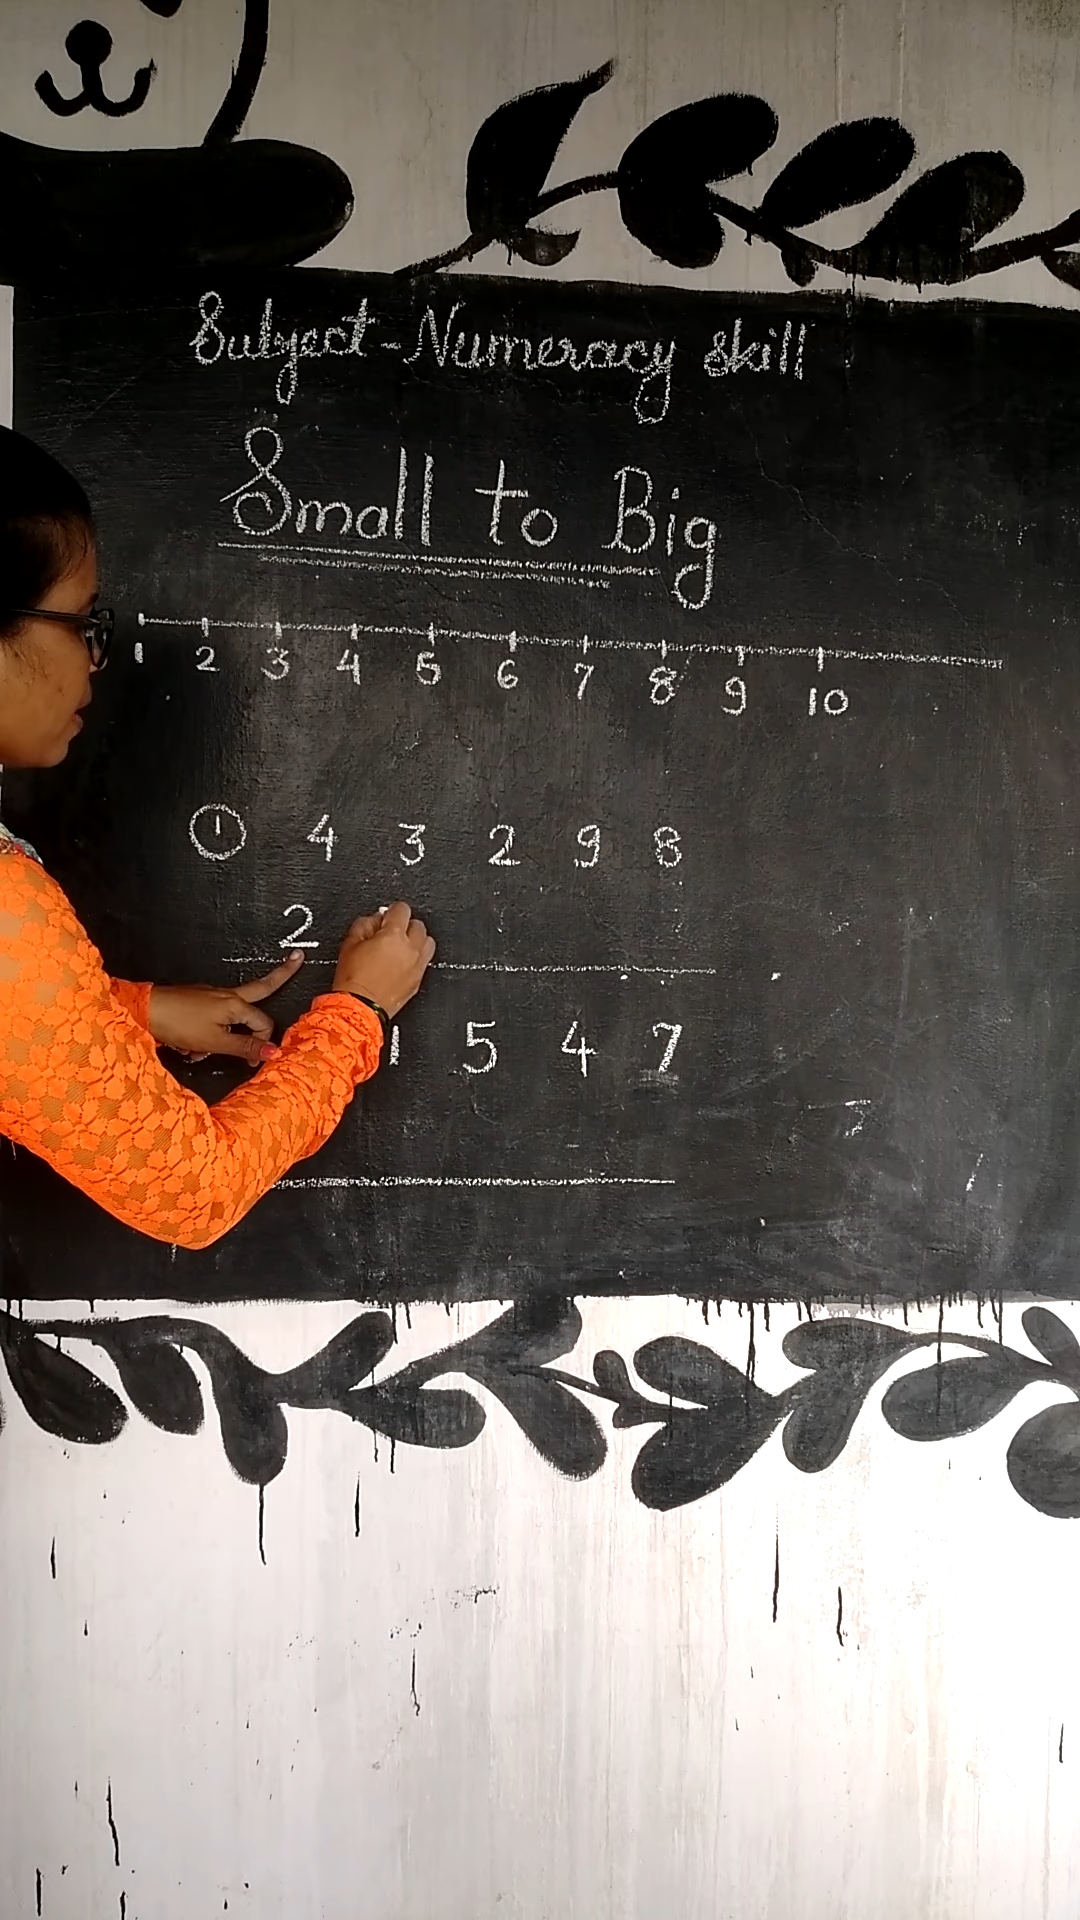 Subject - Numeracy skill
Small to Big
1 2 3 4 5 6 7 8 9 10
① 4 3 2 9 8
2
1 5 4 7